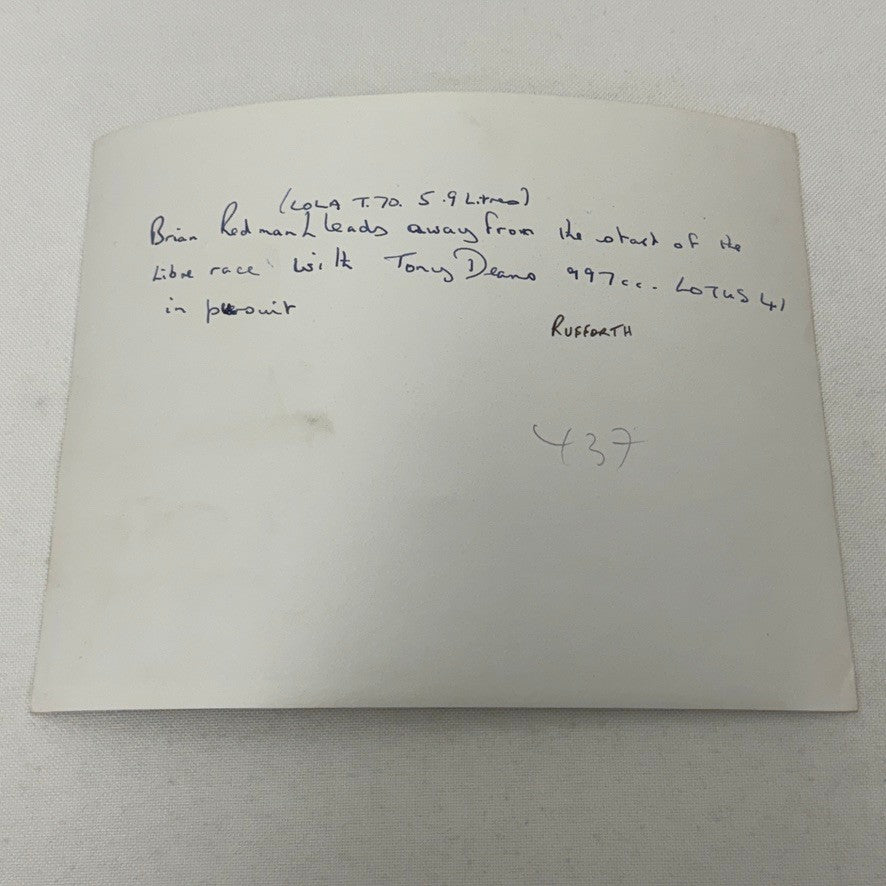 (LOLA T.70. 5.9 Litres)
Brian Redman leads away from the start of the
Libre race with Tony Deans 997cc. LOTUS 41
in pursuit
RUFFORTH
437